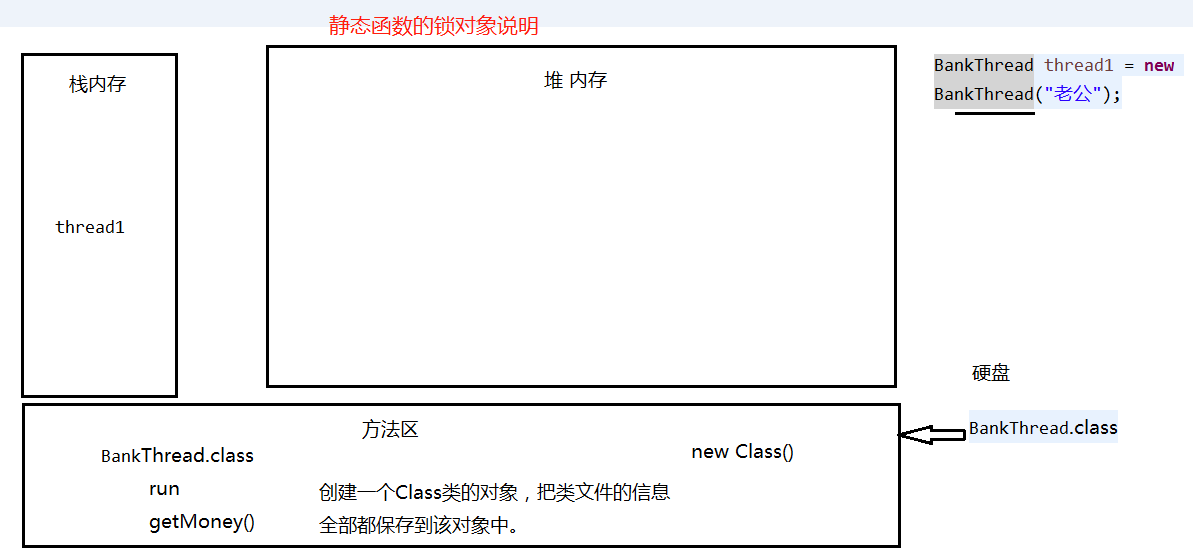 静态函数的锁对象说明
栈内存
堆 内存
BankThread thread1 = new
BankThread("老公");
thread1
硬盘
BankThread.class
方法区
BankThread.class
new Class()
run
创建一个Class类的对象，把类文件的信息
getMoney()
全部都保存到该对象中。